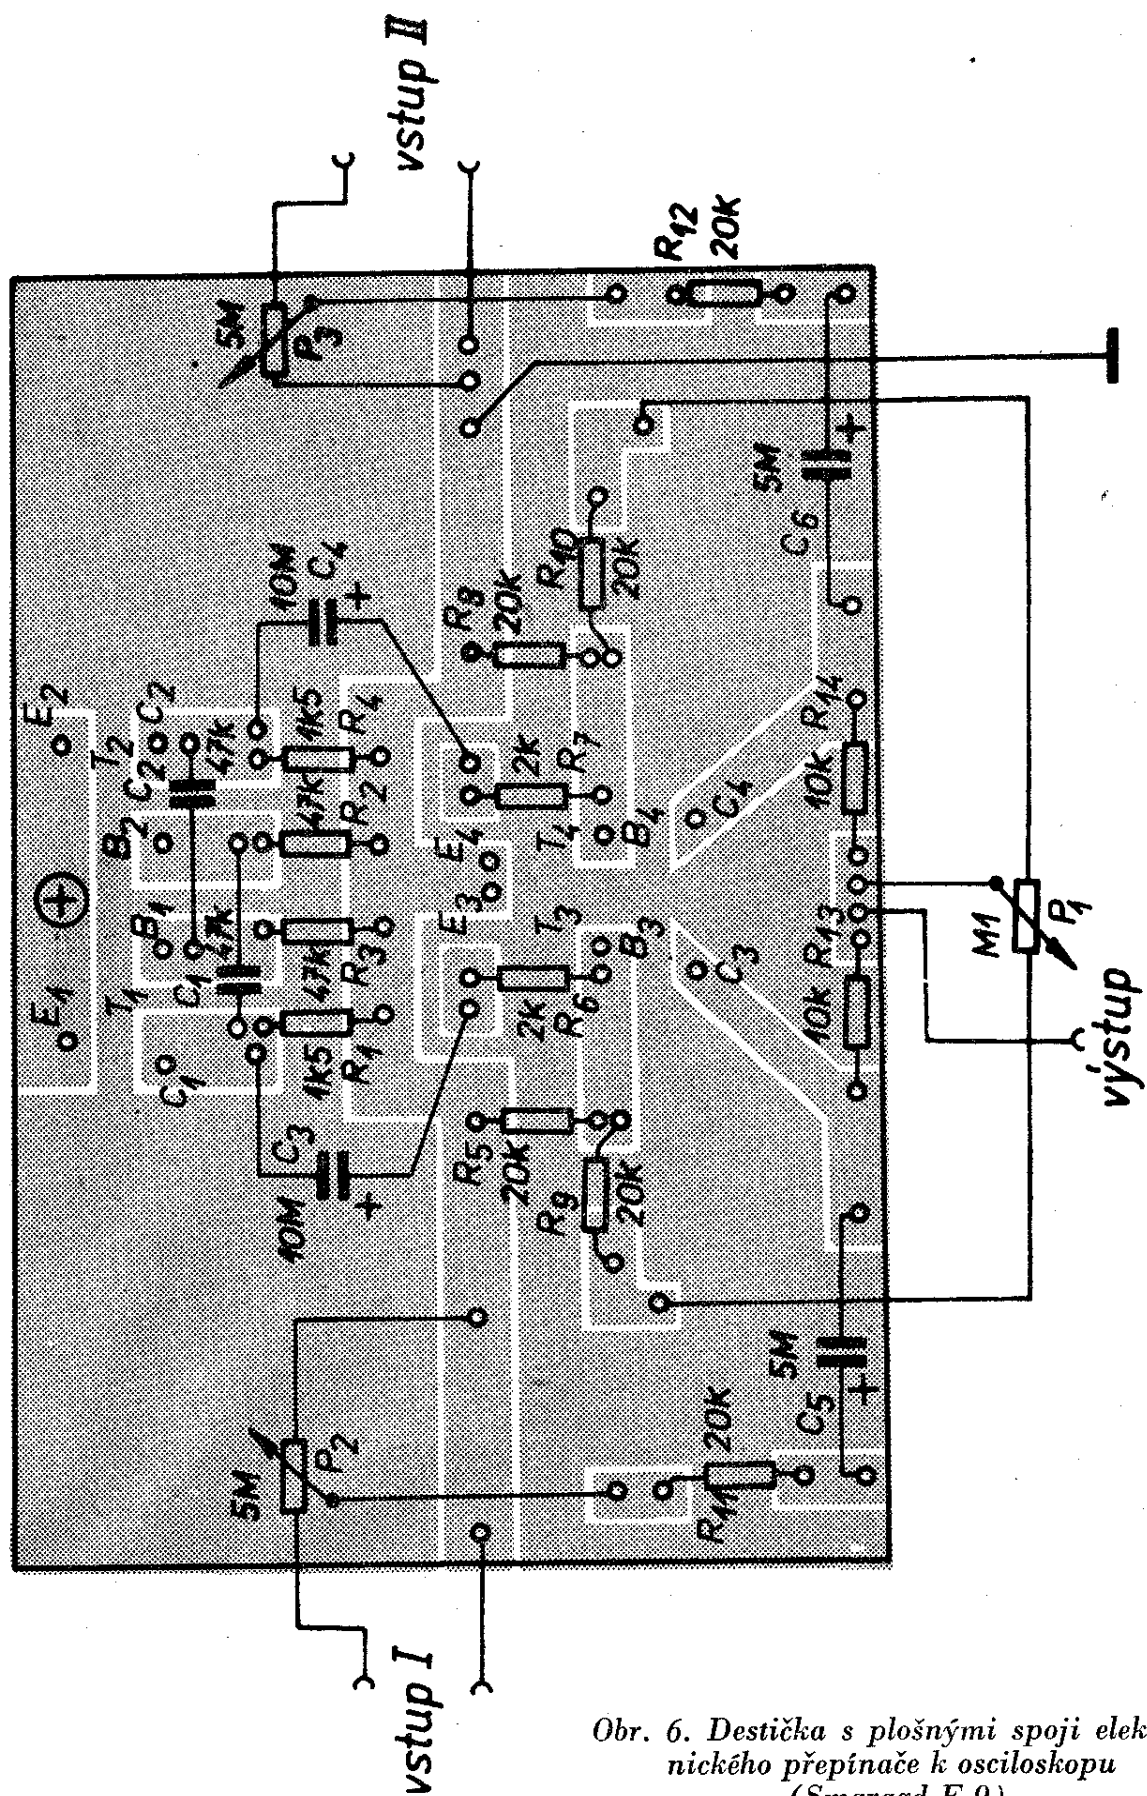 vstup II
R12
20K
5M
P3
5M
+
C6
10M
C4
+
R8
20K
R10
20K
E2
T2
C2
C2
47K
1K5
R4
47K
R2
B2
2K
R7
E4
T4
B4
C4
R14
10K
+
B1
47K
C1
T1
E1
C1
47K
R3
1K5
R1
E3
T3
B3
2K
R6
C3
R13
10K
M1
P1
výstup
C3
10M
+
R5
20K
R9
20K
5M
C5
+
5M
P2
20K
R11
vstup I
Obr. 6. Destička s plošnými spoji elek
nického přepínače k osciloskopu
(Smaragd E 9)